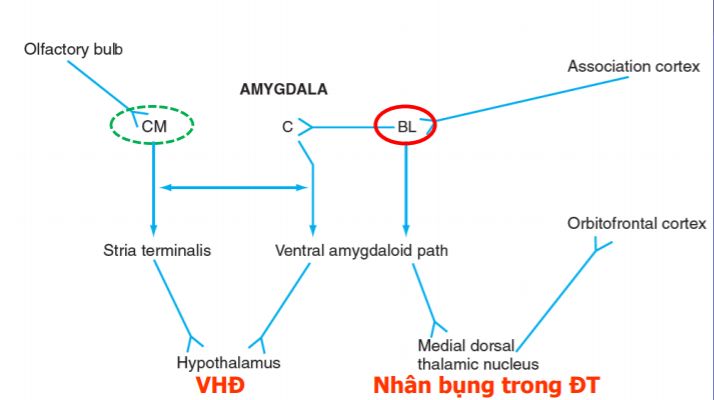 Olfactory bulb
Association cortex
AMYGDALA
CM
C
BL
Orbitofrontal cortex
Stria terminalis
Ventral amygdaloid path
Medial dorsal
thalamic nucleus
Hypothalamus
VHĐ
Nhân bụng trong ĐT